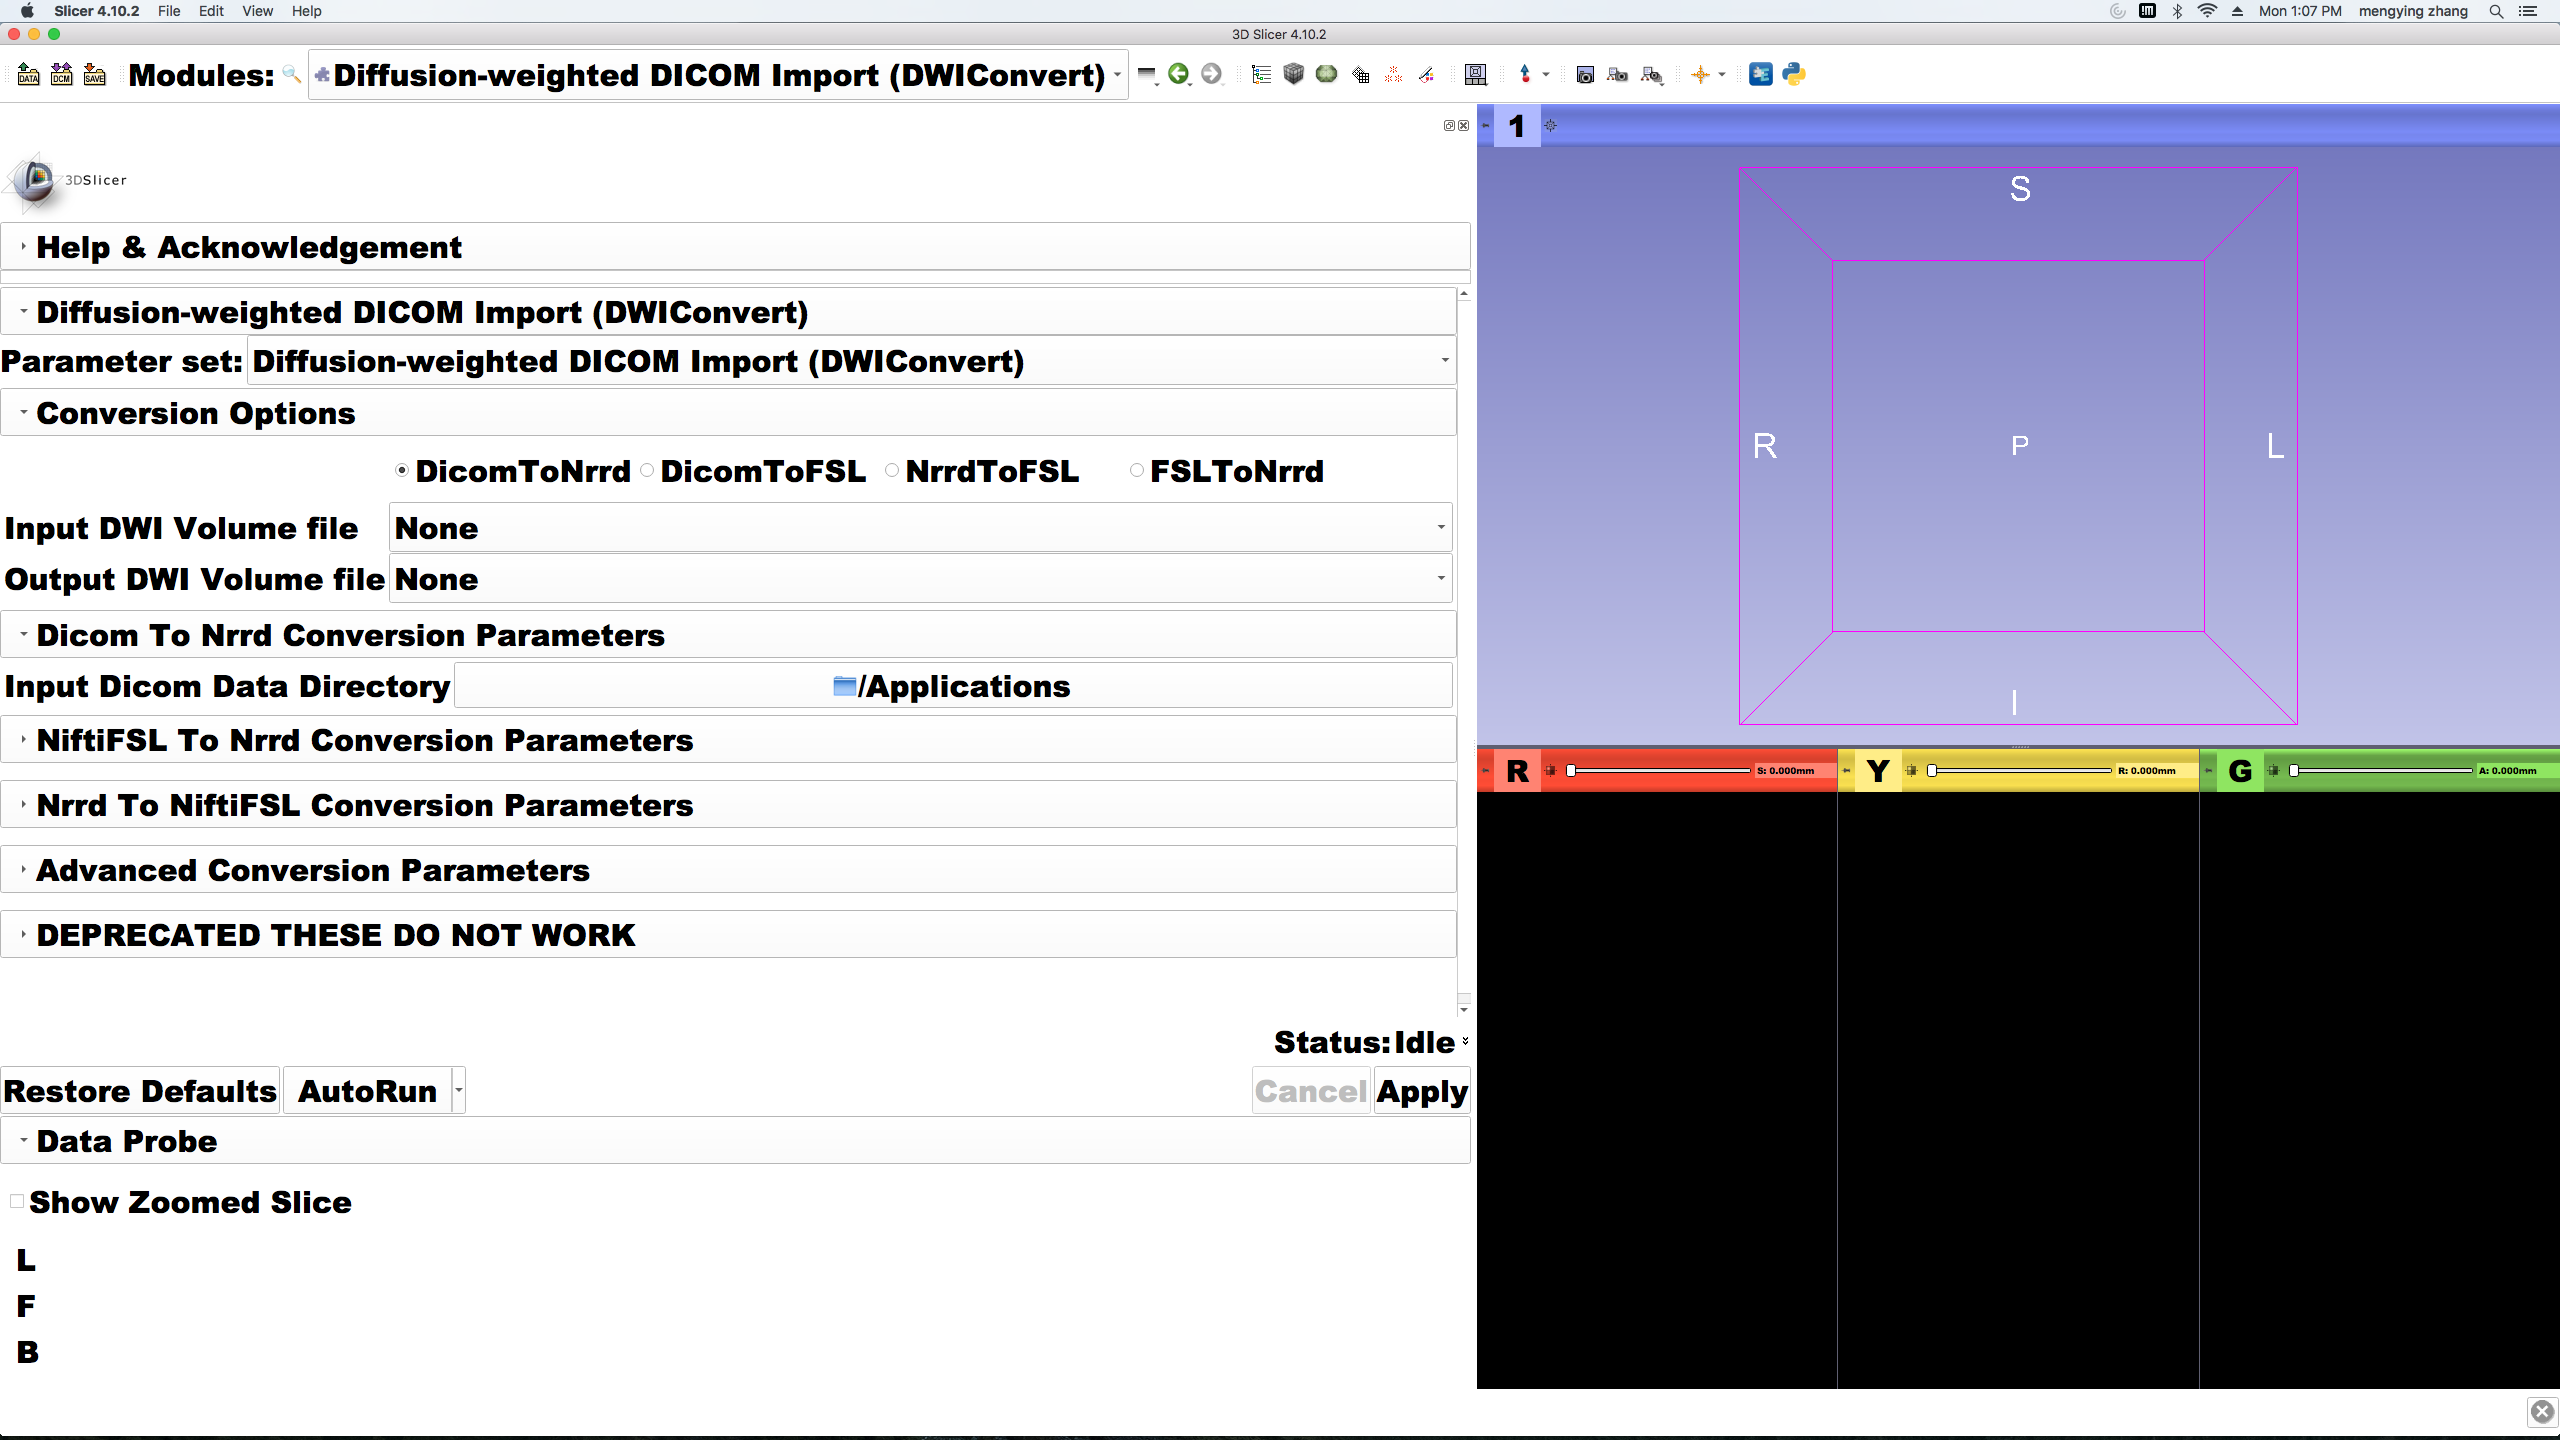 Slicer 4.10.2 File Edit View Help
Mon 1:07 PM mengying zhang
3D Slicer 4.10.2
DATA DCM SAVE Modules: Diffusion-weighted DICOM Import (DWIConvert)
1
3DSlicer
Help & Acknowledgement
Diffusion-weighted DICOM Import (DWIConvert)
Parameter set: Diffusion-weighted DICOM Import (DWIConvert)
Conversion Options
DicomToNrrd DicomToFSL NrrdToFSL FSLToNrrd
Input DWI Volume file None
Output DWI Volume file None
Dicom To Nrrd Conversion Parameters
Input Dicom Data Directory /Applications
NiftiFSL To Nrrd Conversion Parameters
Nrrd To NiftiFSL Conversion Parameters
Advanced Conversion Parameters
DEPRECATED THESE DO NOT WORK
Status: Idle
Restore Defaults AutoRun Cancel Apply
Data Probe
Show Zoomed Slice
L
F
B
S
R P L
I
R S: 0.000mm Y R: 0.000mm G A: 0.000mm